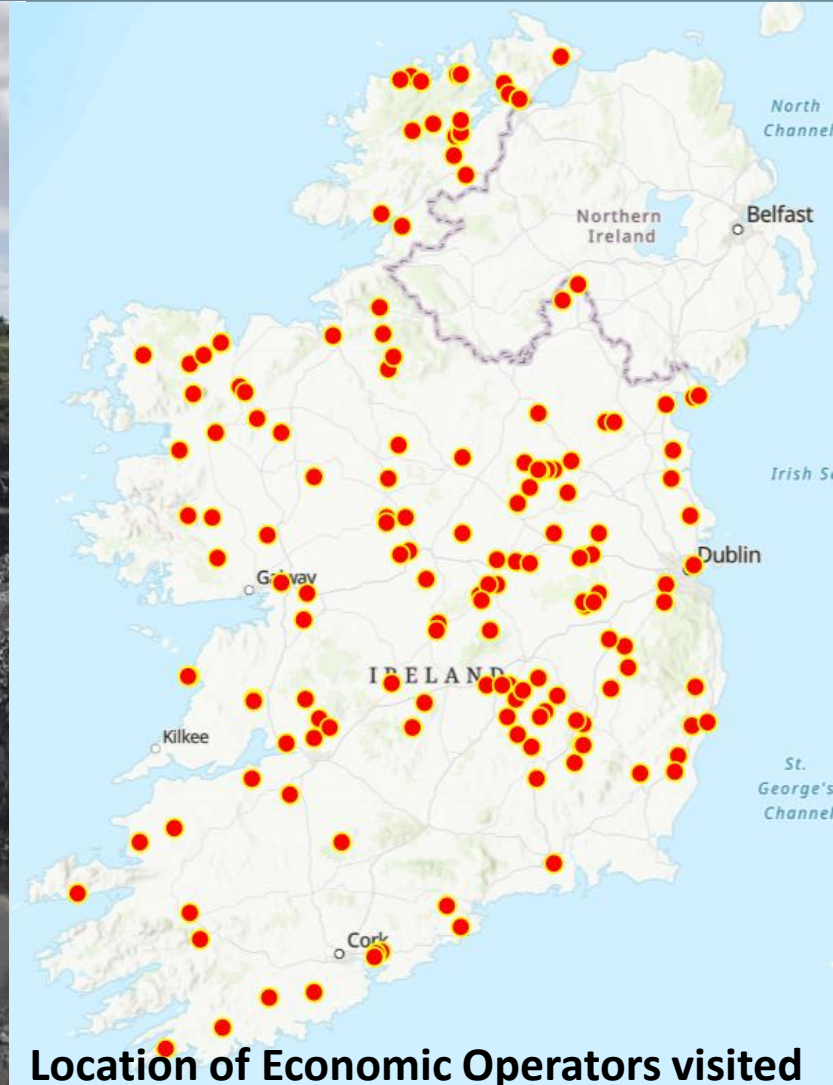 North
Channel
Belfast
Northern
Ireland
Irish Se
Dublin
Galway
IRELAND
Kilkee
St.
George's
Channel
Cork
Location of Economic Operators visited